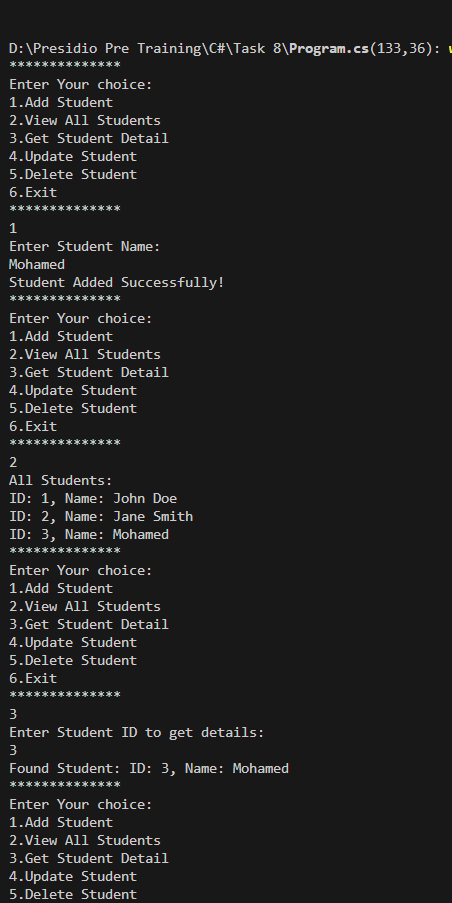 D:\Presidio Pre Training\C#\Task 8\Program.cs(133,36):
**************
Enter Your choice:
1.Add Student
2.View All Students
3.Get Student Detail
4.Update Student
5.Delete Student
6.Exit
**************
1
Enter Student Name:
Mohamed
Student Added Successfully!
**************
Enter Your choice:
1.Add Student
2.View All Students
3.Get Student Detail
4.Update Student
5.Delete Student
6.Exit
**************
2
All Students:
ID: 1, Name: John Doe
ID: 2, Name: Jane Smith
ID: 3, Name: Mohamed
**************
Enter Your choice:
1.Add Student
2.View All Students
3.Get Student Detail
4.Update Student
5.Delete Student
6.Exit
**************
3
Enter Student ID to get details:
3
Found Student: ID: 3, Name: Mohamed
**************
Enter Your choice:
1.Add Student
2.View All Students
3.Get Student Detail
4.Update Student
5.Delete Student